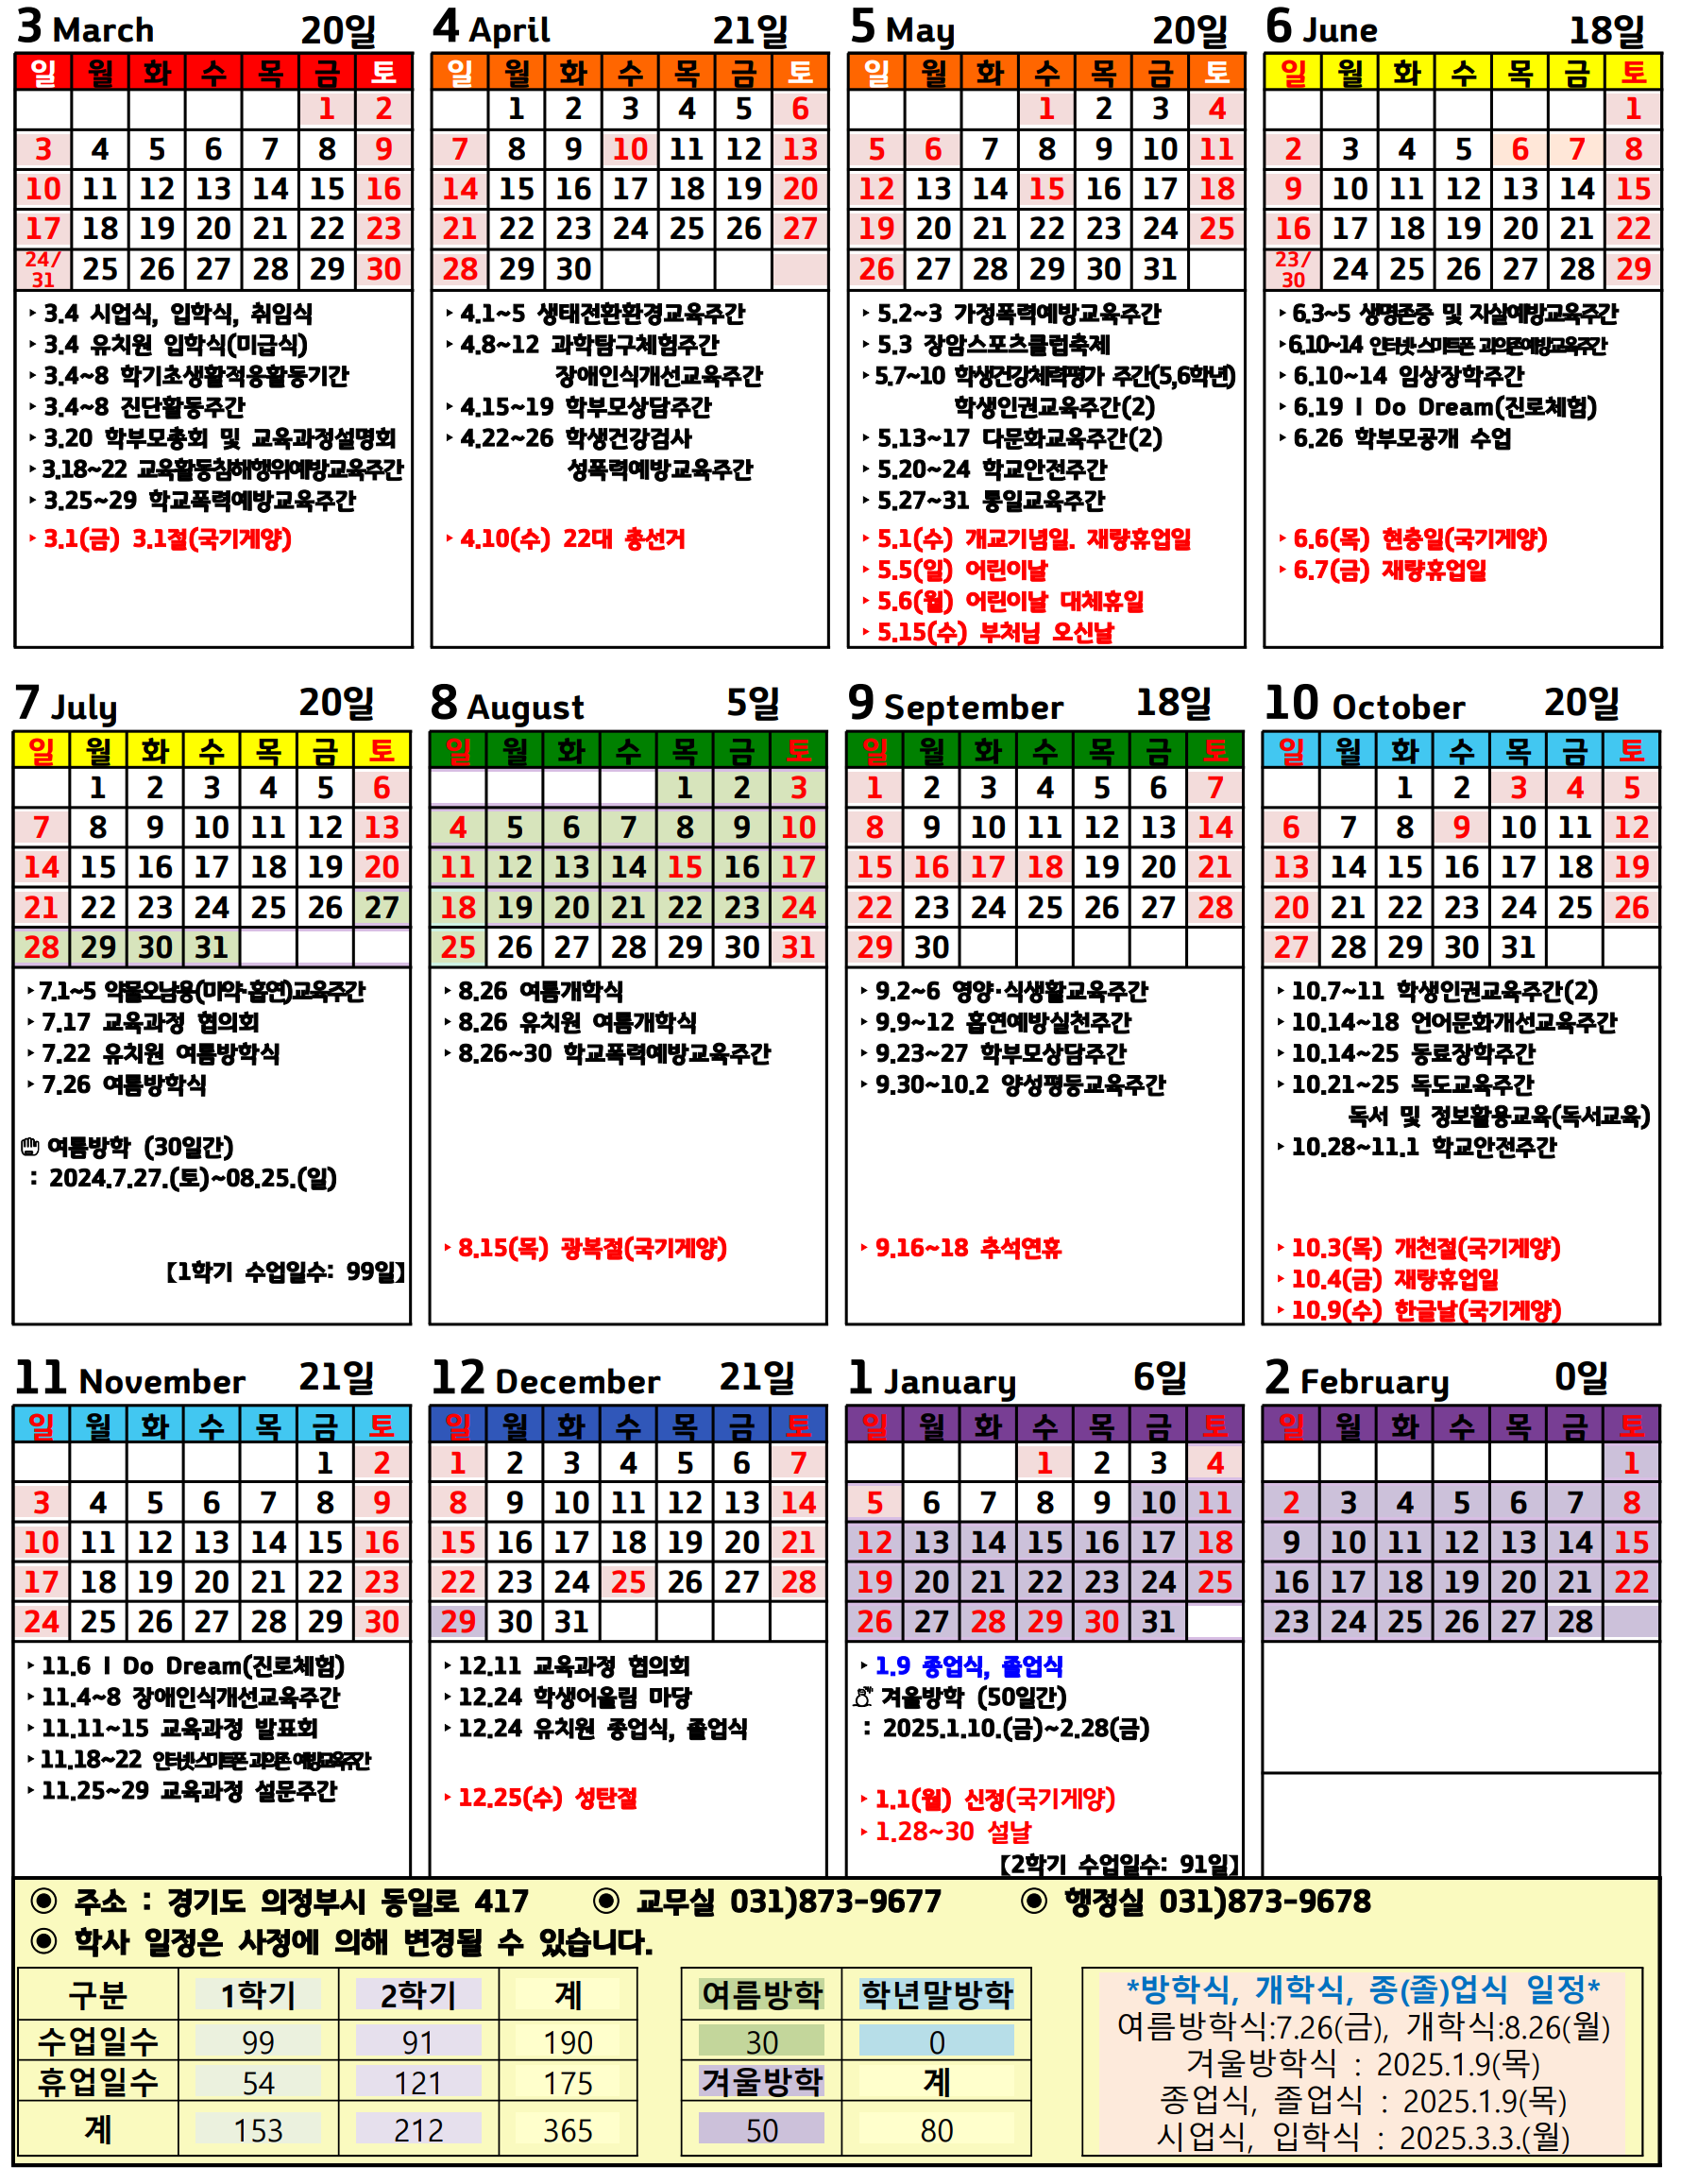 3 March 20일
일 월 화 수 목 금 토
1 2
3 4 5 6 7 8 9
10 11 12 13 14 15 16
17 18 19 20 21 22 23
24/31 25 26 27 28 29 30
‣ 3.4 시업식, 입학식, 취임식
‣ 3.4 유치원 입학식(미급식)
‣ 3.4~8 학기초생활적응활동기간
‣ 3.4~8 진단활동주간
‣ 3.20 학부모총회 및 교육과정설명회
‣ 3.18~22 교육활동침해행위예방교육주간
‣ 3.25~29 학교폭력예방교육주간
‣ 3.1(금) 3.1절(국기게양)
4 April 21일
일 월 화 수 목 금 토
1 2 3 4 5 6
7 8 9 10 11 12 13
14 15 16 17 18 19 20
21 22 23 24 25 26 27
28 29 30
‣ 4.1~5 생태전환환경교육주간
‣ 4.8~12 과학탐구체험주간
장애인식개선교육주간
‣ 4.15~19 학부모상담주간
‣ 4.22~26 학생건강검사
성폭력예방교육주간
‣ 4.10(수) 22대 총선거
5 May 20일
일 월 화 수 목 금 토
1 2 3 4
5 6 7 8 9 10 11
12 13 14 15 16 17 18
19 20 21 22 23 24 25
26 27 28 29 30 31
‣ 5.2~3 가정폭력예방교육주간
‣ 5.3 장암스포츠클럽축제
‣ 5.7~10 학생건강체력평가 주간(5,6학년)
학생인권교육주간(2)
‣ 5.13~17 다문화교육주간(2)
‣ 5.20~24 학교안전주간
‣ 5.27~31 통일교육주간
‣ 5.1(수) 개교기념일. 재량휴업일
‣ 5.5(일) 어린이날
‣ 5.6(월) 어린이날 대체휴일
‣ 5.15(수) 부처님 오신날
6 June 18일
일 월 화 수 목 금 토
1
2 3 4 5 6 7 8
9 10 11 12 13 14 15
16 17 18 19 20 21 22
23/30 24 25 26 27 28 29
‣ 6.3~5 생명존중 및 자살예방교육주간
‣ 6.10~14 인터넷·스마트폰 과의존예방교육주간
‣ 6.10~14 임상장학주간
‣ 6.19 I Do Dream(진로체험)
‣ 6.26 학부모공개 수업
‣ 6.6(목) 현충일(국기게양)
‣ 6.7(금) 재량휴업일
7 July 20일
일 월 화 수 목 금 토
1 2 3 4 5 6
7 8 9 10 11 12 13
14 15 16 17 18 19 20
21 22 23 24 25 26 27
28 29 30 31
‣ 7.1~5 약물오남용(마약·흡연)교육주간
‣ 7.17 교육과정 협의회
‣ 7.22 유치원 여름방학식
‣ 7.26 여름방학식
여름방학 (30일간)
: 2024.7.27.(토)~08.25.(일)
【1학기 수업일수: 99일】
8 August 5일
일 월 화 수 목 금 토
1 2 3
4 5 6 7 8 9 10
11 12 13 14 15 16 17
18 19 20 21 22 23 24
25 26 27 28 29 30 31
‣ 8.26 여름개학식
‣ 8.26 유치원 여름개학식
‣ 8.26~30 학교폭력예방교육주간
‣ 8.15(목) 광복절(국기게양)
9 September 18일
일 월 화 수 목 금 토
1 2 3 4 5 6 7
8 9 10 11 12 13 14
15 16 17 18 19 20 21
22 23 24 25 26 27 28
29 30
‣ 9.2~6 영양·식생활교육주간
‣ 9.9~12 흡연예방실천주간
‣ 9.23~27 학부모상담주간
‣ 9.30~10.2 양성평등교육주간
‣ 9.16~18 추석연휴
10 October 20일
일 월 화 수 목 금 토
1 2 3 4 5
6 7 8 9 10 11 12
13 14 15 16 17 18 19
20 21 22 23 24 25 26
27 28 29 30 31
‣ 10.7~11 학생인권교육주간(2)
‣ 10.14~18 언어문화개선교육주간
‣ 10.14~25 동료장학주간
‣ 10.21~25 독도교육주간
독서 및 정보활용교육(독서교육)
‣ 10.28~11.1 학교안전주간
‣ 10.3(목) 개천절(국기게양)
‣ 10.4(금) 재량휴업일
‣ 10.9(수) 한글날(국기게양)
11 November 21일
일 월 화 수 목 금 토
1 2
3 4 5 6 7 8 9
10 11 12 13 14 15 16
17 18 19 20 21 22 23
24 25 26 27 28 29 30
‣ 11.6 I Do Dream(진로체험)
‣ 11.4~8 장애인식개선교육주간
‣ 11.11~15 교육과정 발표회
‣ 11.18~22 인터넷·스마트폰 과의존 예방교육주간
‣ 11.25~29 교육과정 설문주간
12 December 21일
일 월 화 수 목 금 토
1 2 3 4 5 6 7
8 9 10 11 12 13 14
15 16 17 18 19 20 21
22 23 24 25 26 27 28
29 30 31
‣ 12.11 교육과정 협의회
‣ 12.24 학생어울림 마당
‣ 12.24 유치원 종업식, 졸업식
‣ 12.25(수) 성탄절
1 January 6일
일 월 화 수 목 금 토
1 2 3 4
5 6 7 8 9 10 11
12 13 14 15 16 17 18
19 20 21 22 23 24 25
26 27 28 29 30 31
‣ 1.9 종업식, 졸업식
겨울방학 (50일간)
: 2025.1.10.(금)~2.28(금)
‣ 1.1(월) 신정(국기게양)
‣ 1.28~30 설날
【2학기 수업일수: 91일】
2 February 0일
일 월 화 수 목 금 토
1
2 3 4 5 6 7 8
9 10 11 12 13 14 15
16 17 18 19 20 21 22
23 24 25 26 27 28
◉ 주소 : 경기도 의정부시 동일로 417 ◉ 교무실 031)873-9677 ◉ 행정실 031)873-9678
◉ 학사 일정은 사정에 의해 변경될 수 있습니다.
구분 1학기 2학기 계
수업일수 99 91 190
휴업일수 54 121 175
계 153 212 365
여름방학 학년말방학
30 0
겨울방학 계
50 80
*방학식, 개학식, 종(졸)업식 일정*
여름방학식:7.26(금), 개학식:8.26(월)
겨울방학식 : 2025.1.9(목)
종업식, 졸업식 : 2025.1.9(목)
시업식, 입학식 : 2025.3.3.(월)